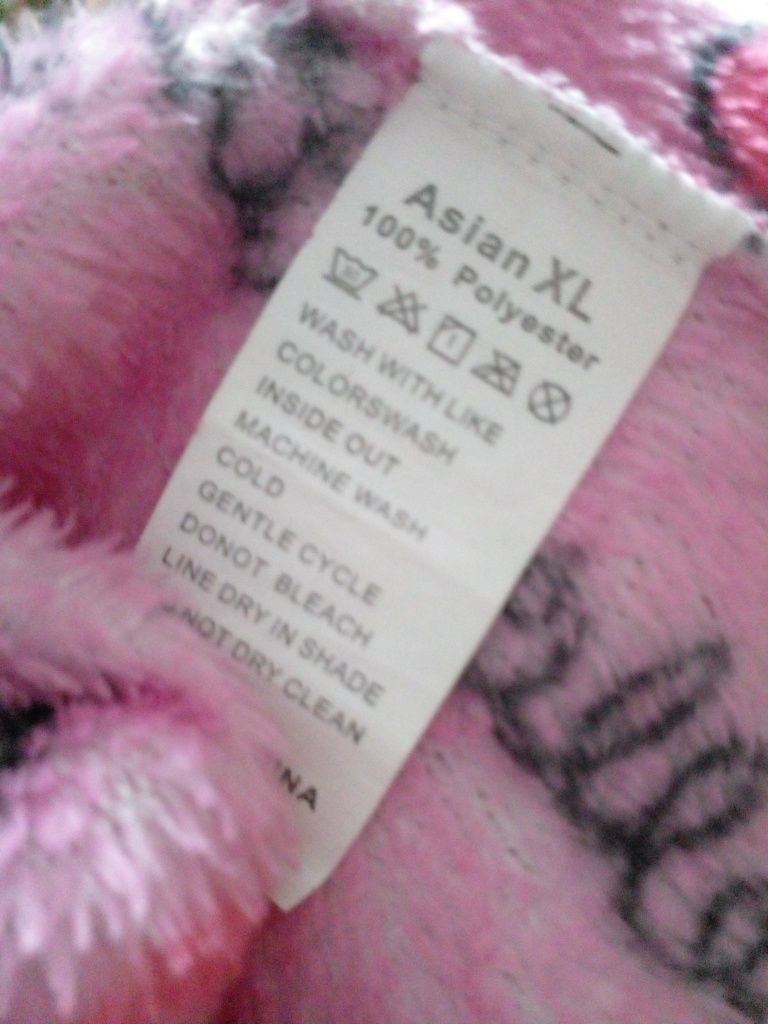 Asian XL
100% Polyester
WASH WITH LIKE
COLORSWASH
INSIDE OUT
MACHINE WASH
COLD
GENTLE CYCLE
DONOT BLEACH
LINE DRY IN SHADE
NOT DRY CLEAN